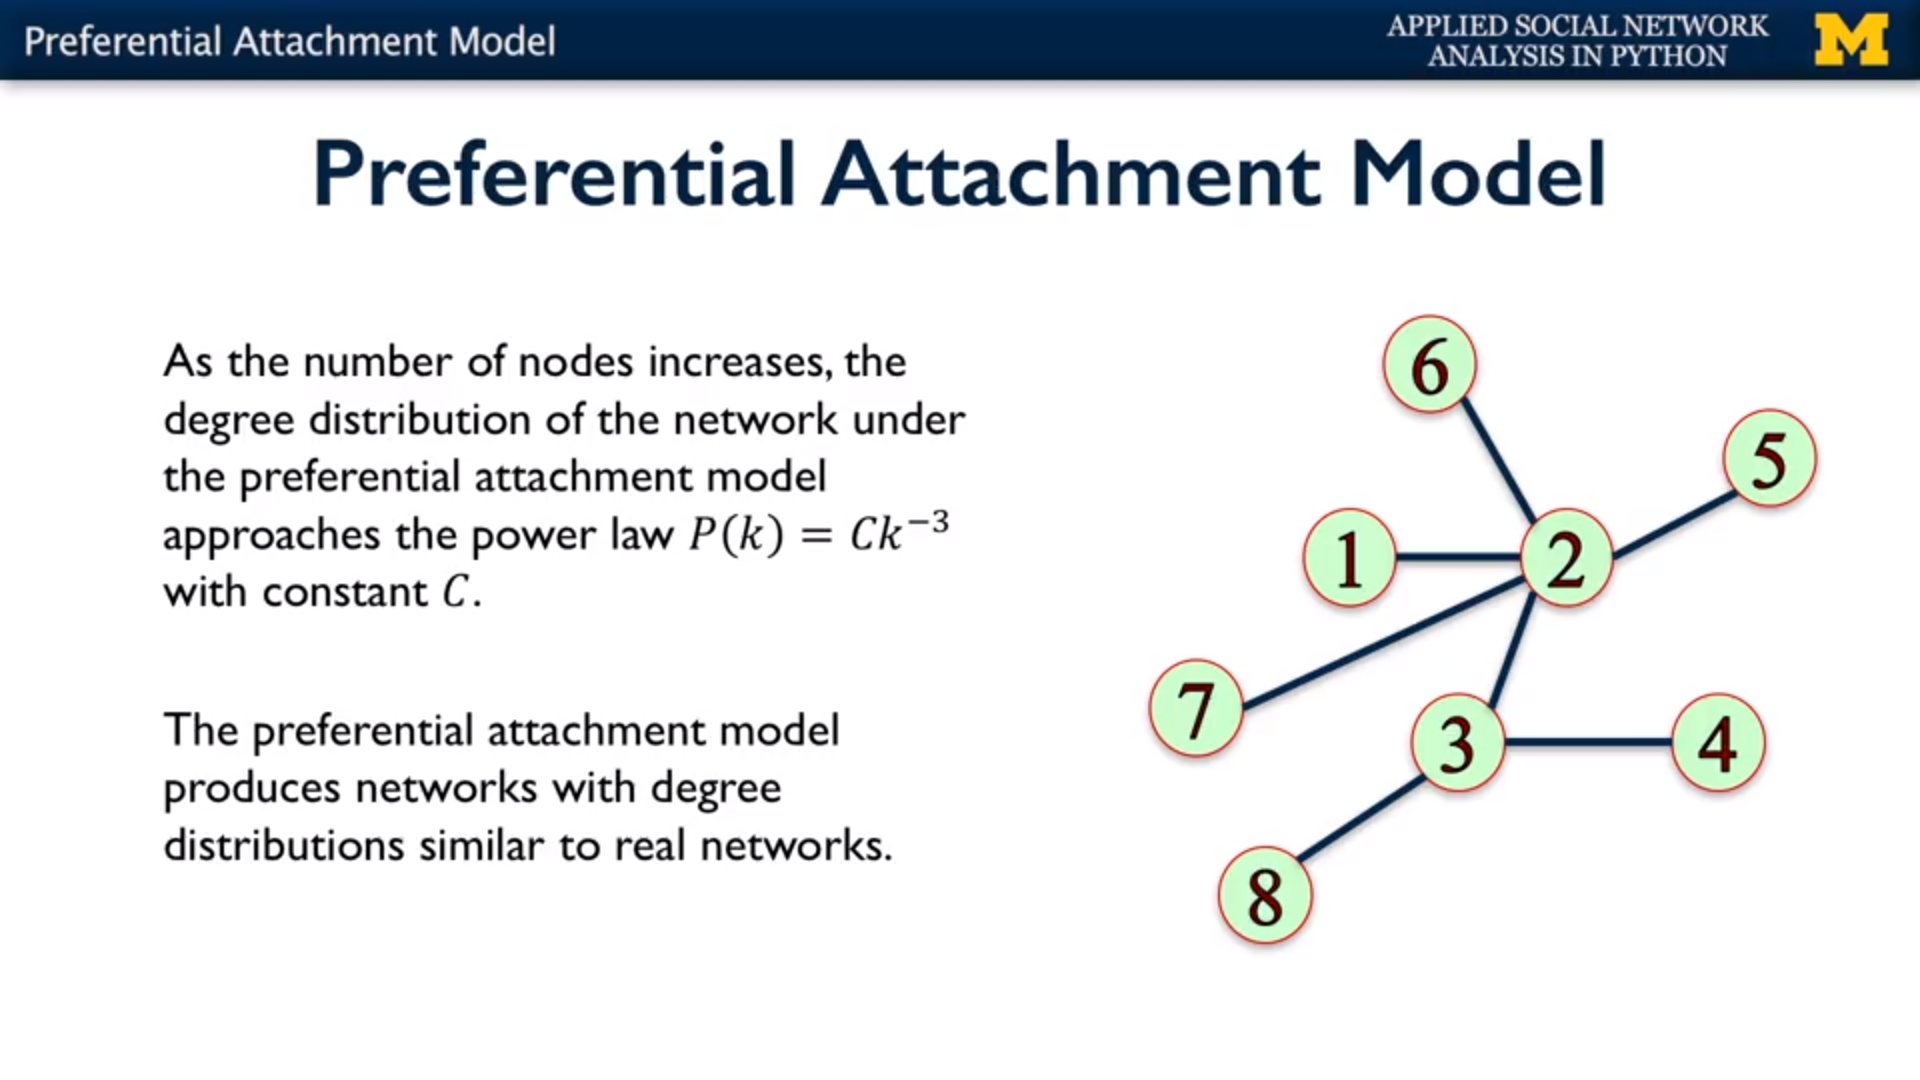 Preferential Attachment Model
APPLIED SOCIAL NETWORK
ANALYSIS IN PYTHON
M
Preferential Attachment Model
As the number of nodes increases, the
degree distribution of the network under
the preferential attachment model
approaches the power law P(k) = Ck⁻³
with constant C.
The preferential attachment model
produces networks with degree
distributions similar to real networks.
6
5
1
2
7
3
4
8